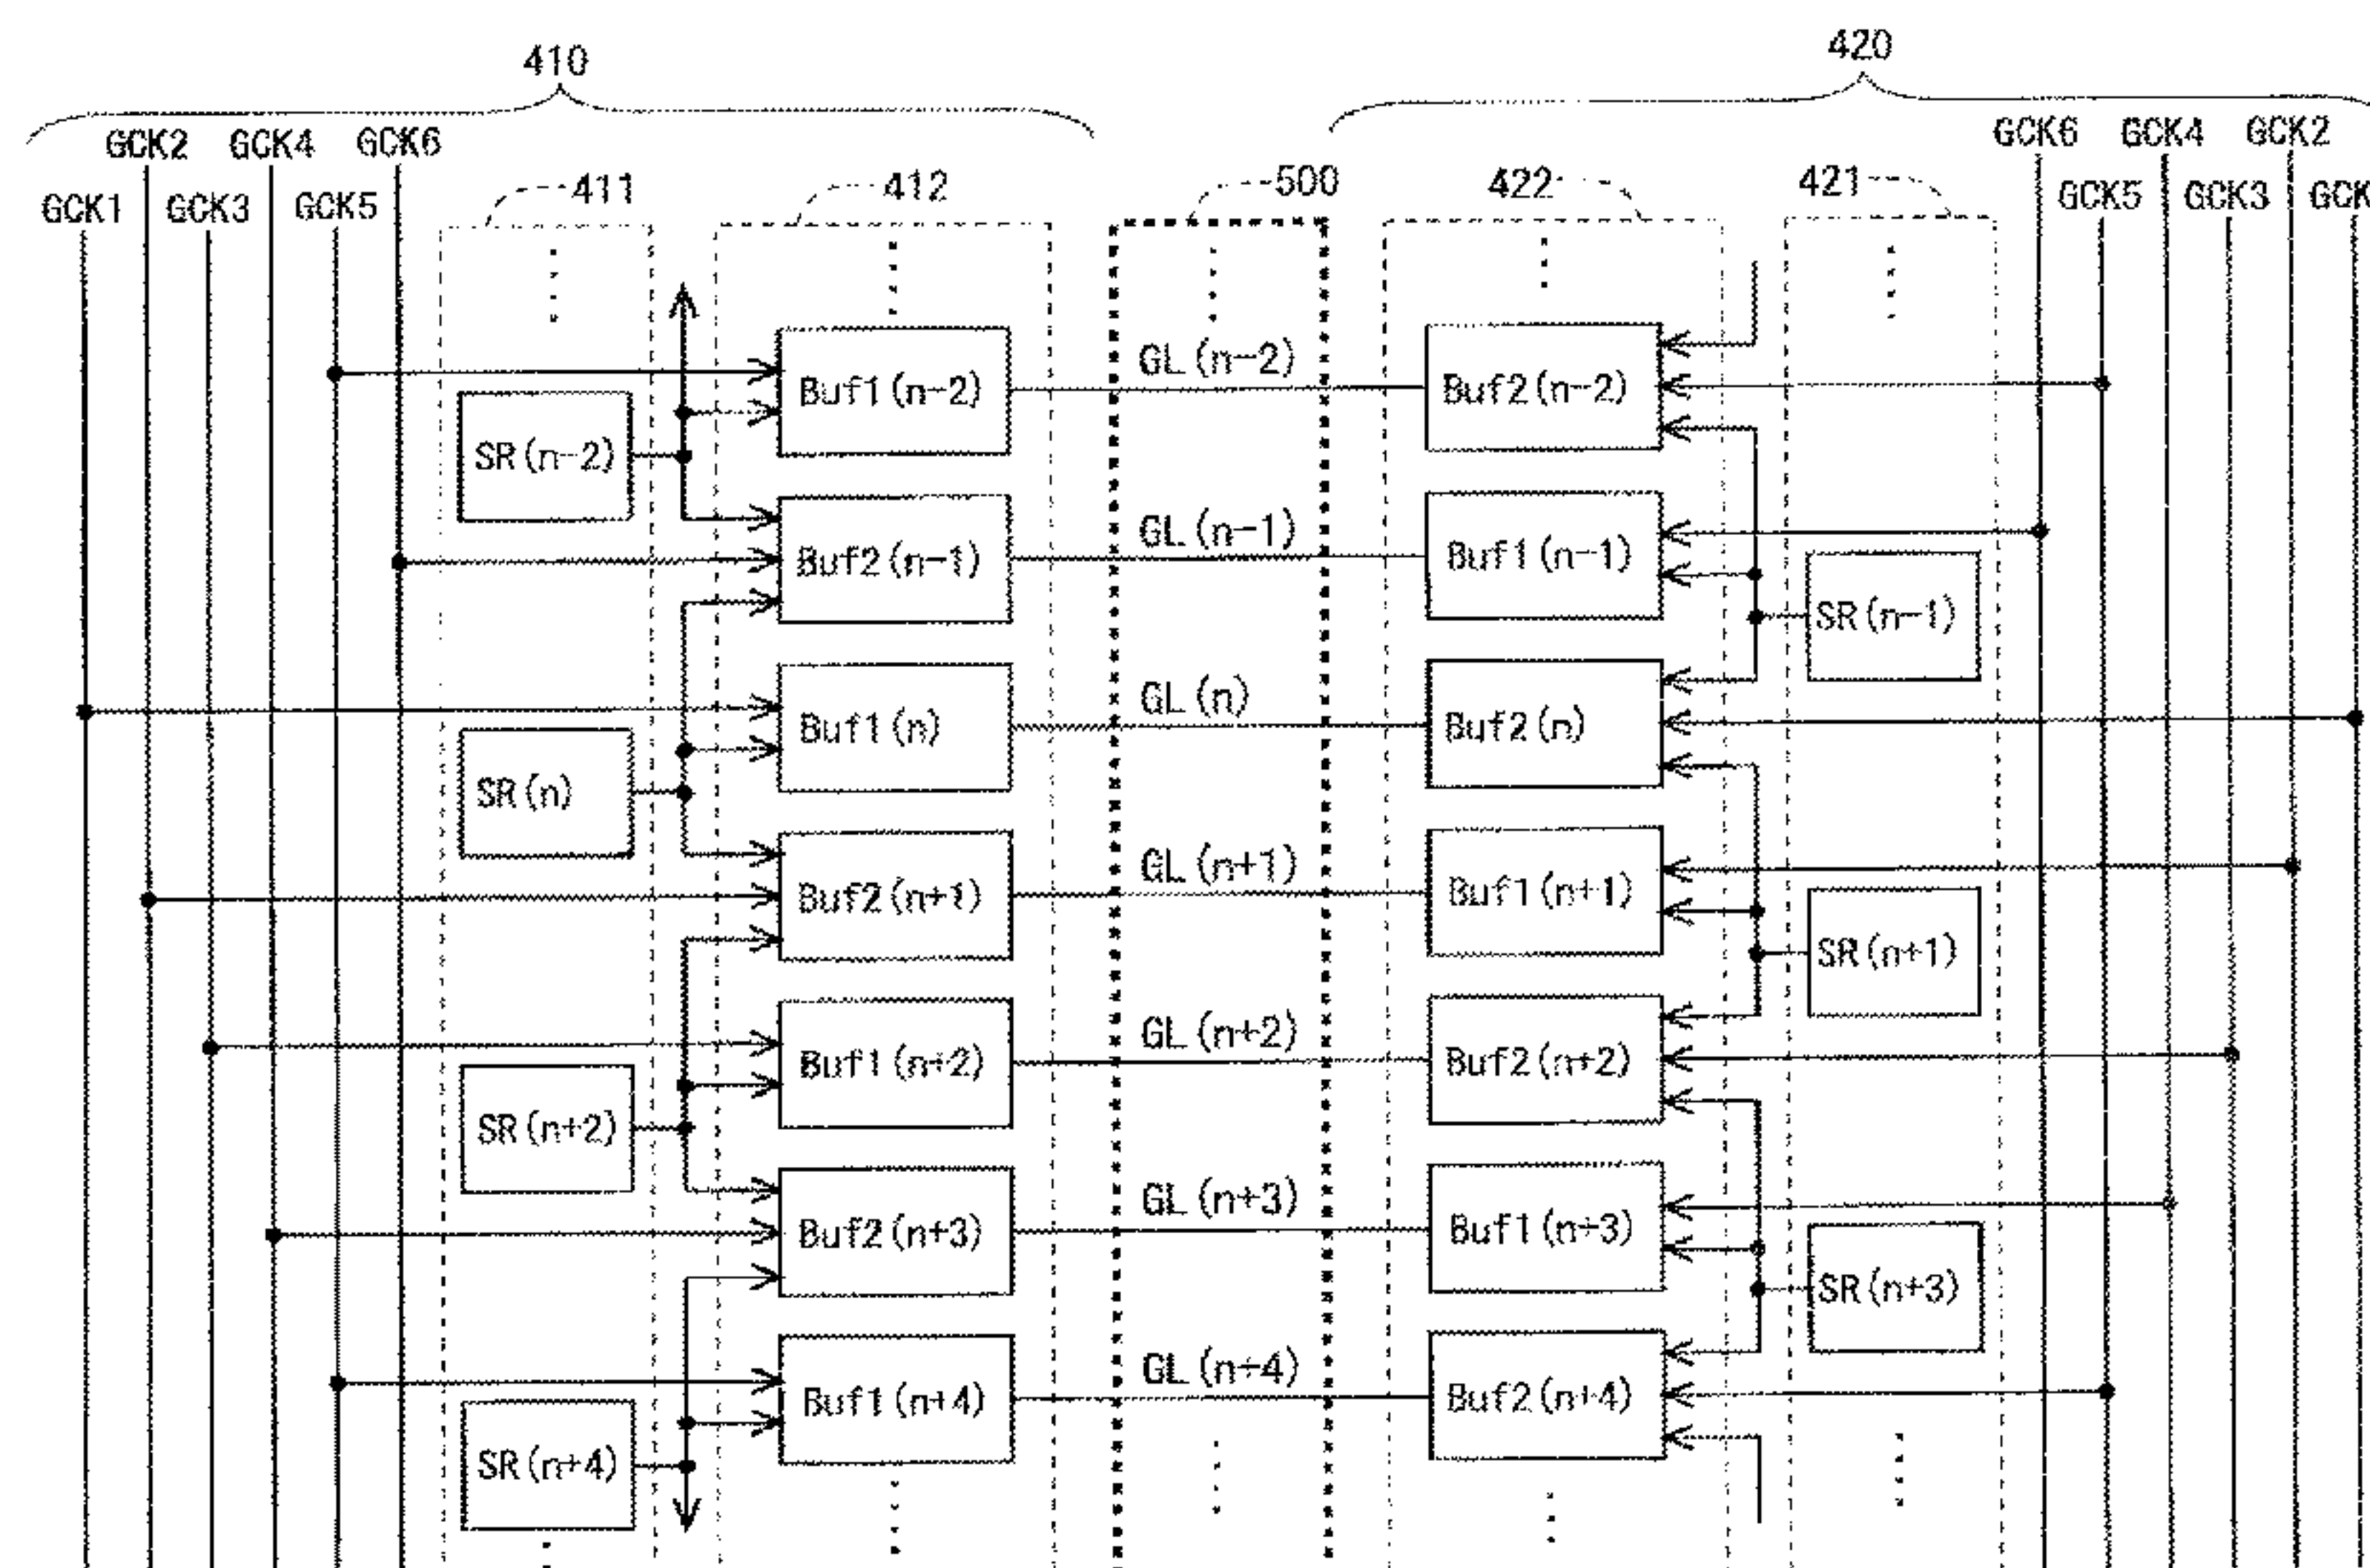 410
420
GCK2 GCK4 GCK6
GCK6 GCK4 GCK2
GCK1 GCK3 GCK5
411
412
500
422
421
GCK5 GCK3 GCK
Buf1(n-2)
GL(n-2)
Buf2(n-2)
SR(n-2)
Buf2(n-1)
GL(n-1)
Buf1(n-1)
SR(n-1)
Buf1(n)
GL(n)
Buf2(n)
SR(n)
Buf2(n+1)
GL(n+1)
Buf1(n+1)
SR(n+1)
Buf1(n+2)
GL(n+2)
Buf2(n+2)
SR(n+2)
Buf2(n+3)
GL(n+3)
Buf1(n+3)
SR(n+3)
Buf1(n+4)
GL(n+4)
Buf2(n+4)
SR(n+4)